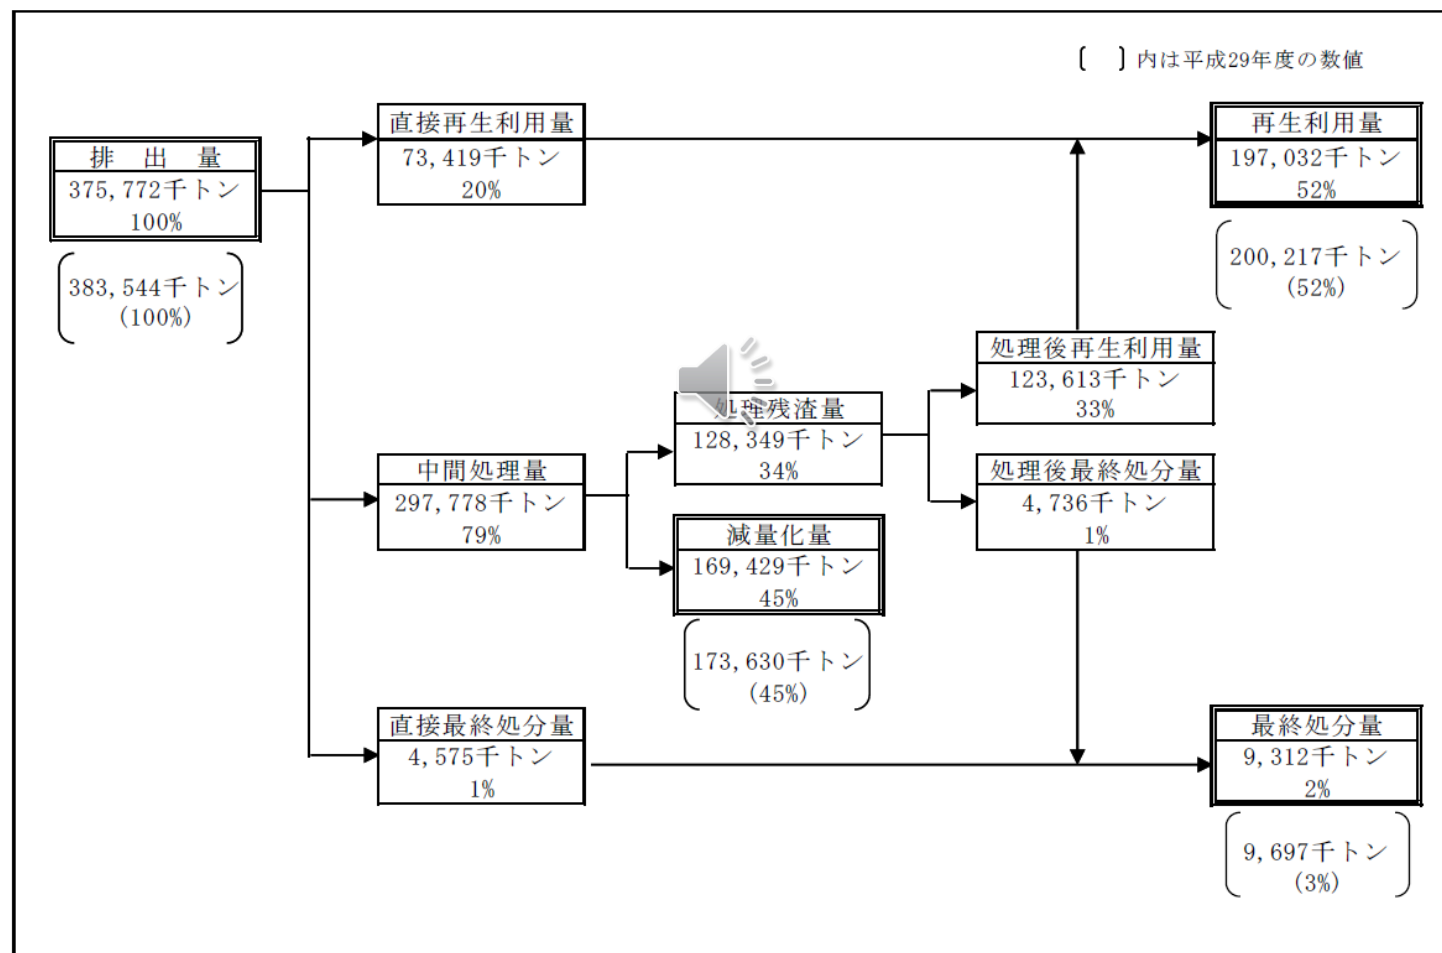 〔　〕内は平成29年度の数値
排　出　量
375,772千トン
100%
383,544千トン
(100%)
直接再生利用量
73,419千トン
20%
再生利用量
197,032千トン
52%
200,217千トン
(52%)
中間処理量
297,778千トン
79%
処理残渣量
128,349千トン
34%
減量化量
169,429千トン
45%
173,630千トン
(45%)
処理後再生利用量
123,613千トン
33%
処理後最終処分量
4,736千トン
1%
直接最終処分量
4,575千トン
1%
最終処分量
9,312千トン
2%
9,697千トン
(3%)